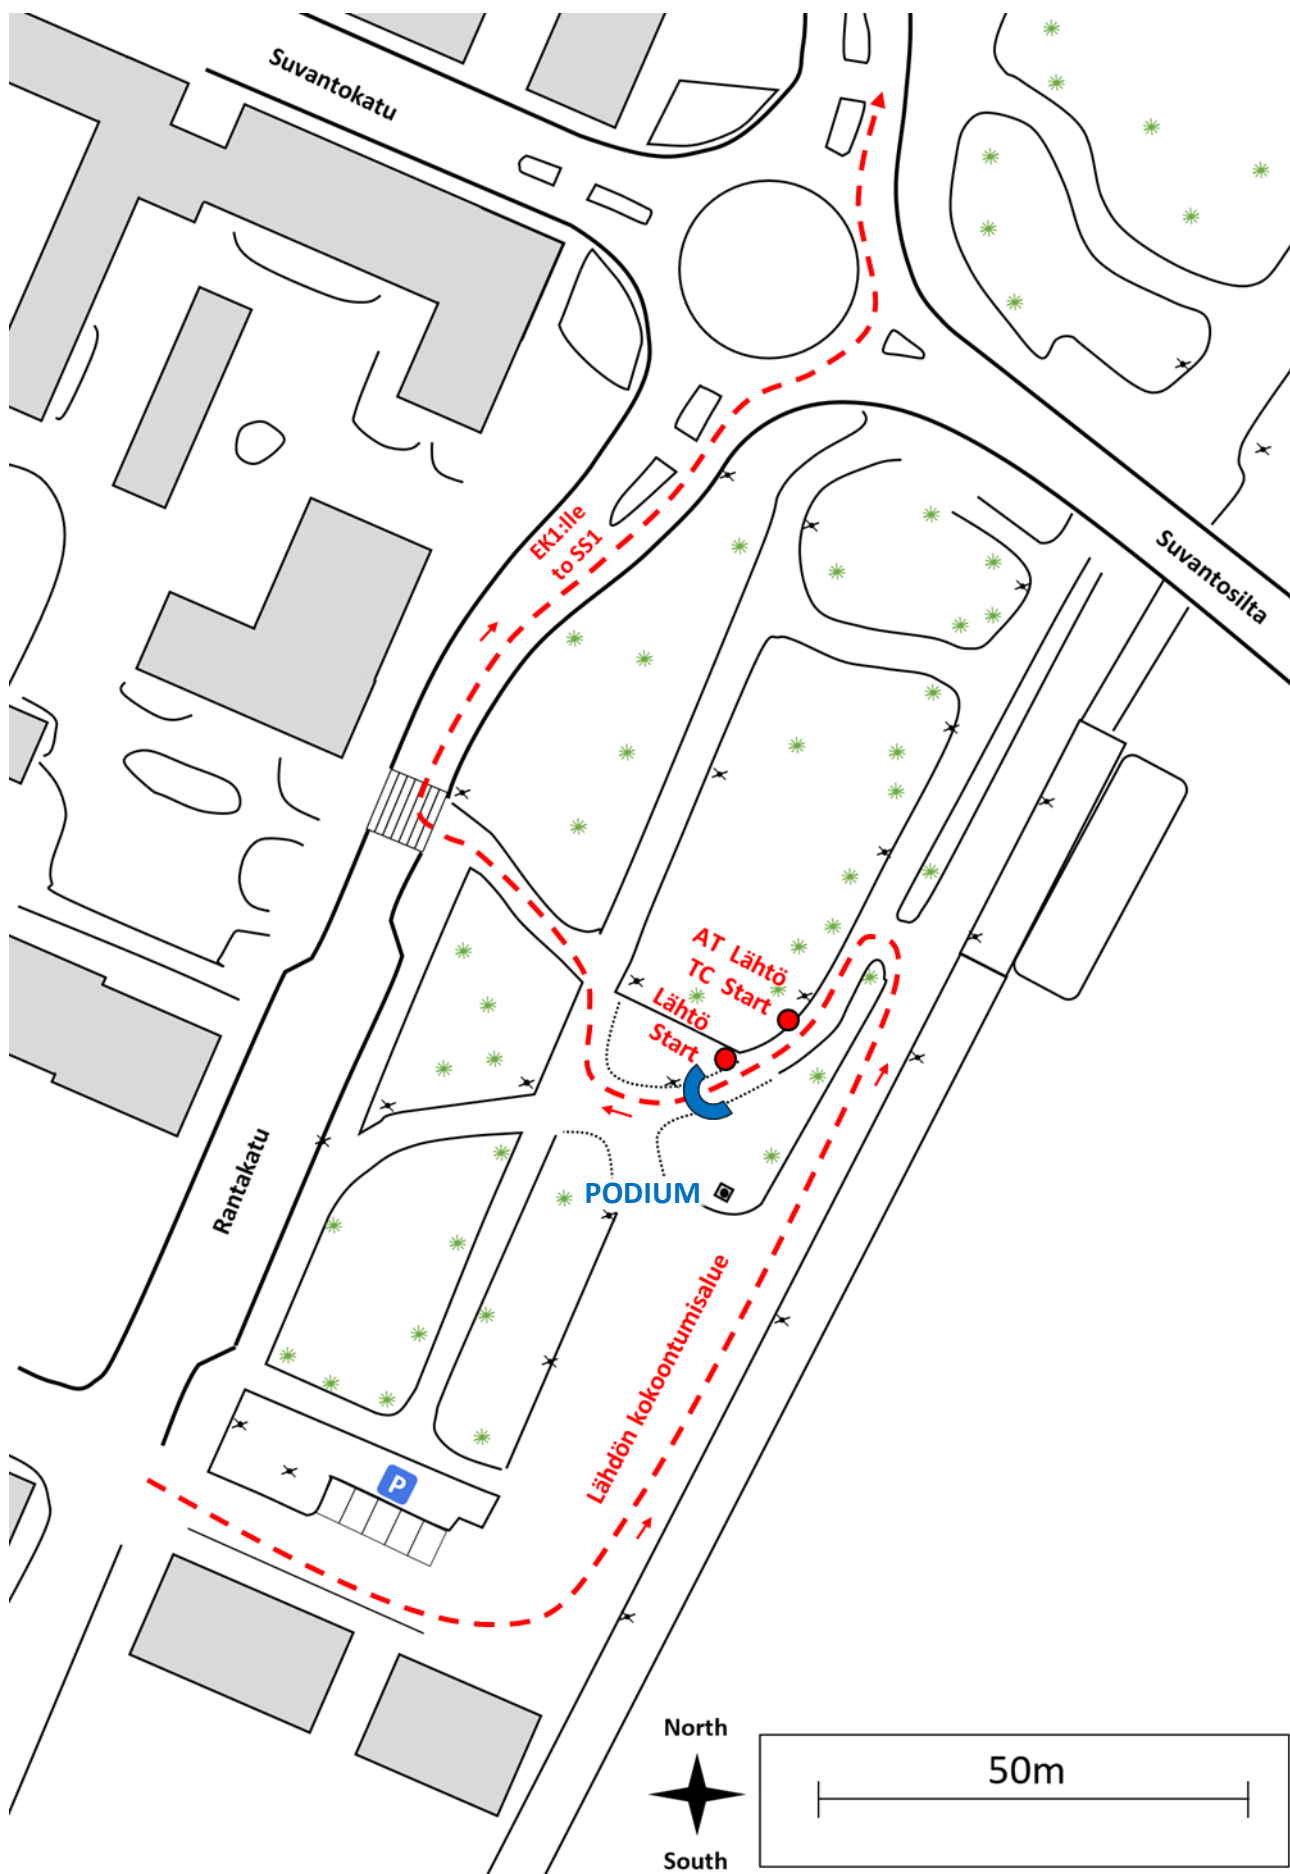 Suvantokatu
EK1:lle
to SS1
Suvantosilta
AT Lähtö
TC Start
Lähtö
Start
Rantakatu
PODIUM
Lähdön kokoontumisalue
P
North
South
50m